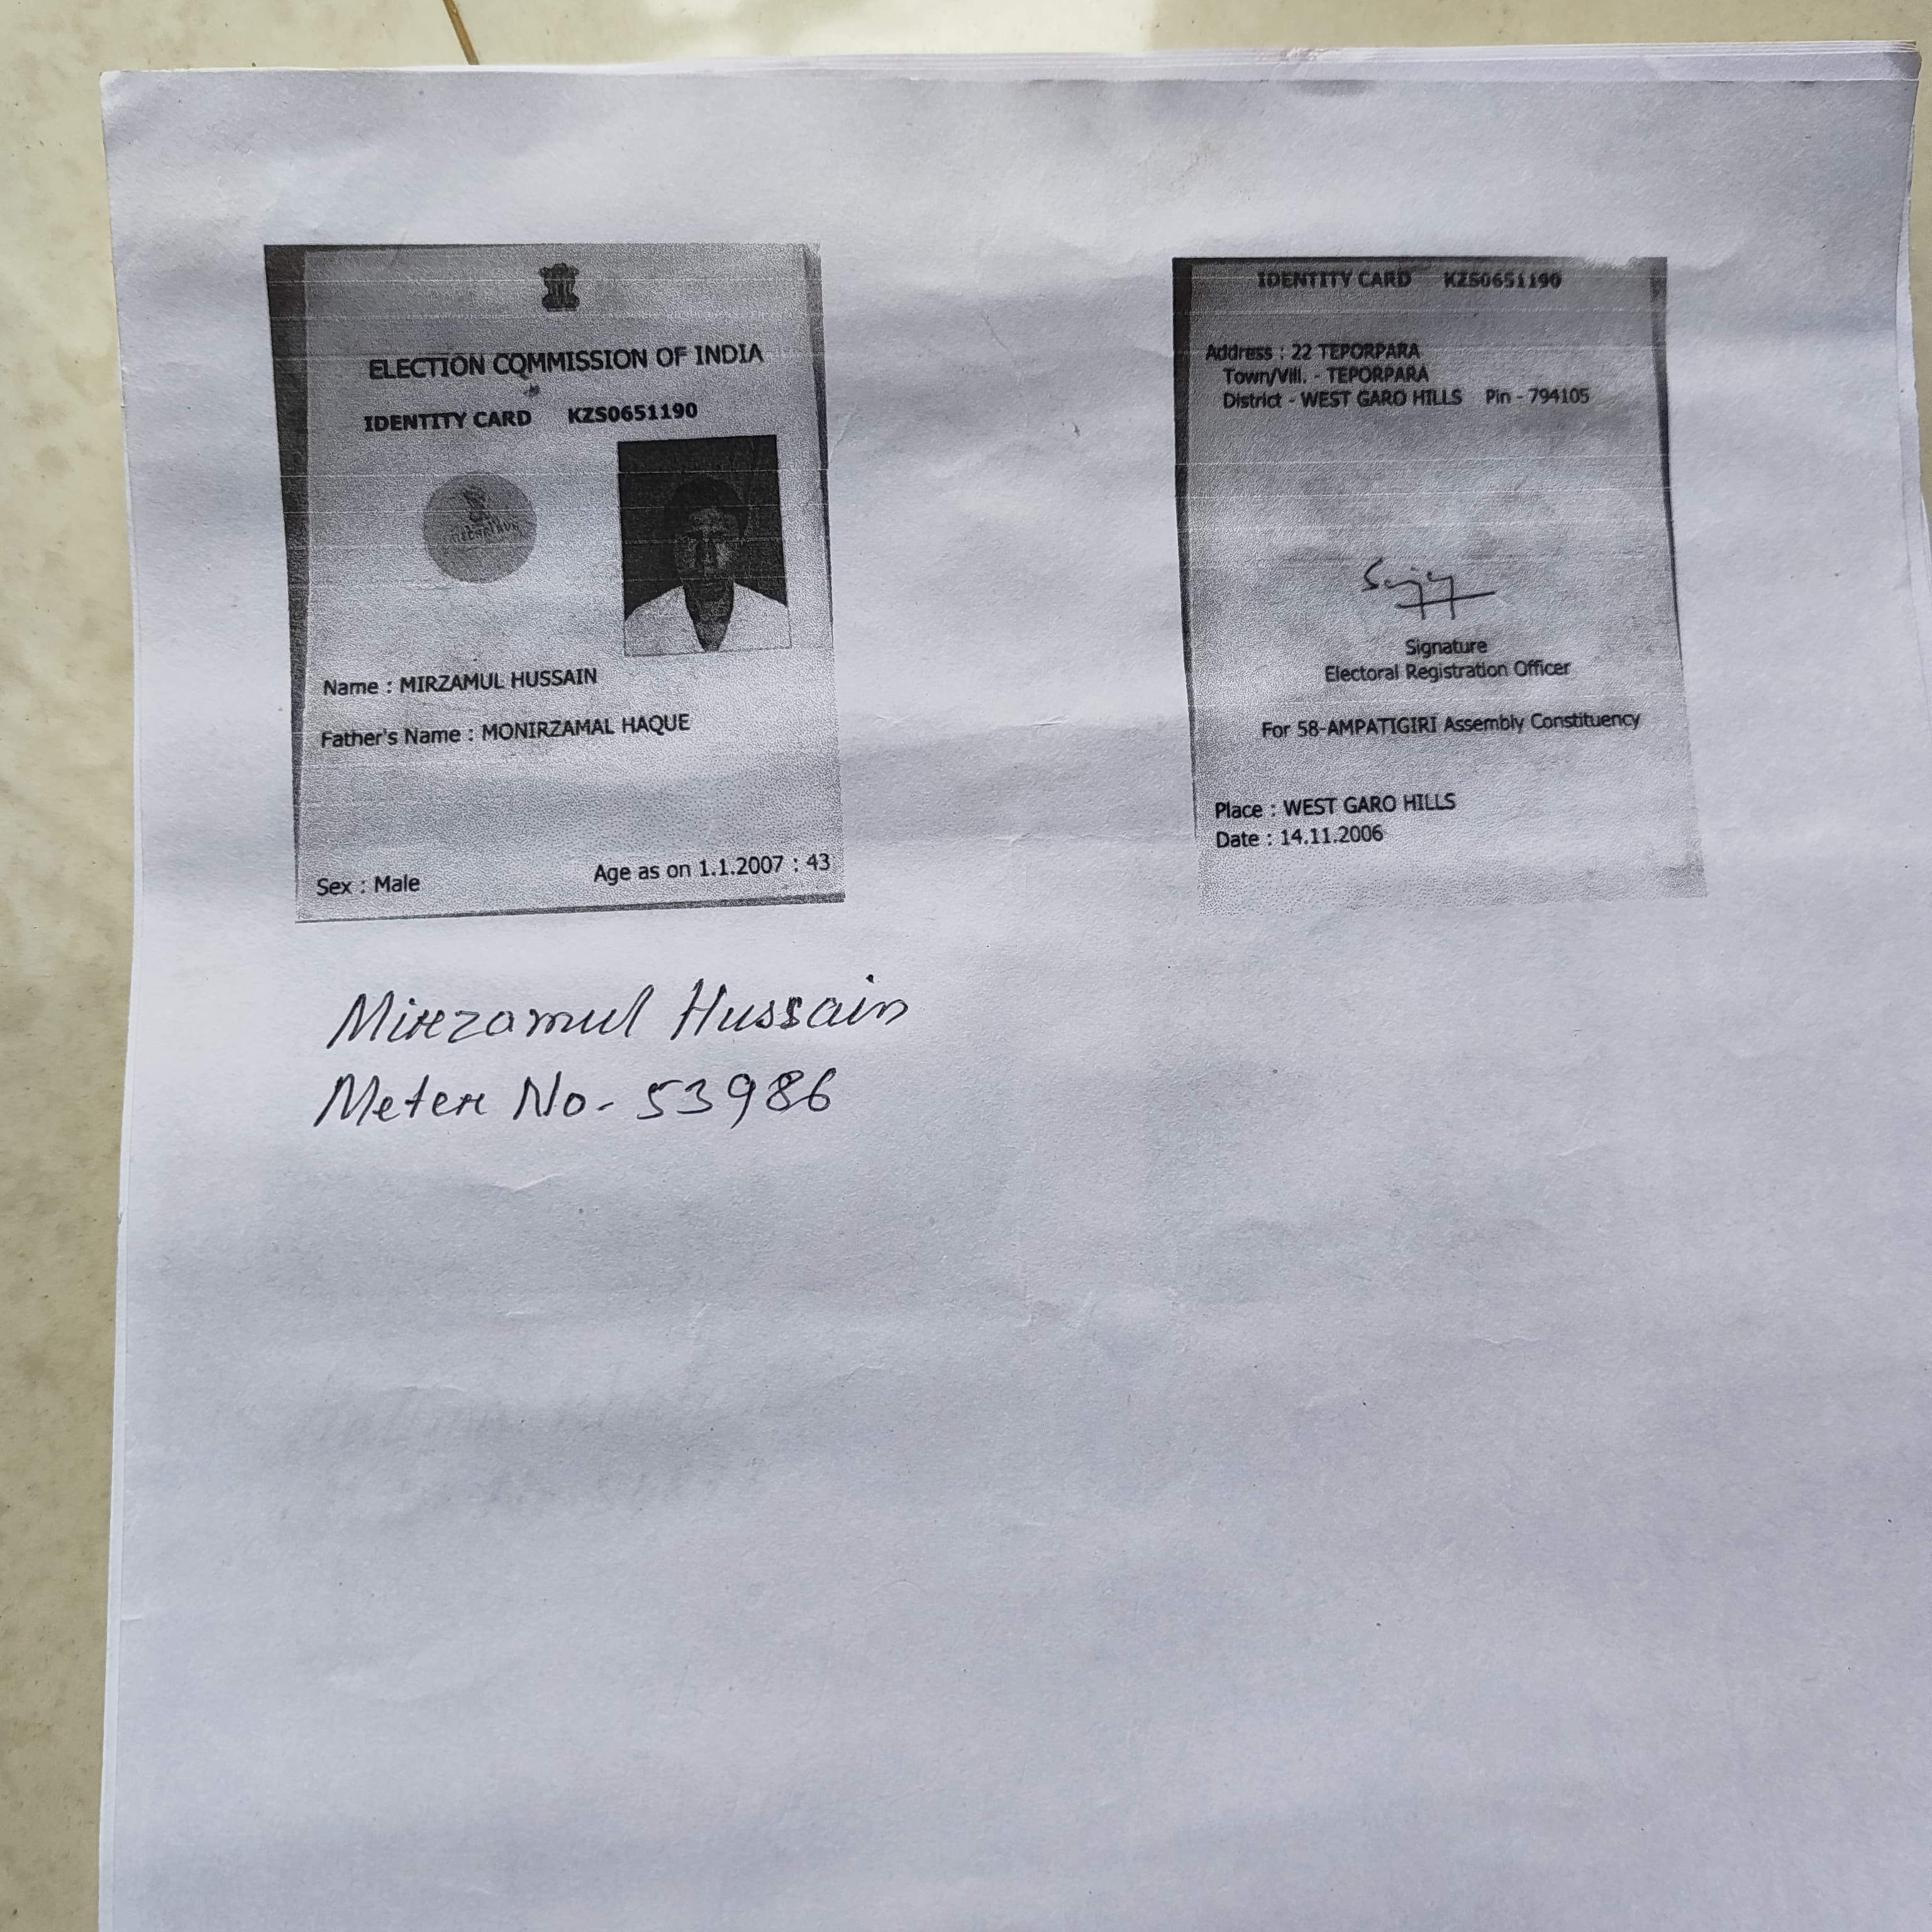 ELECTION COMMISSION OF INDIA
IDENTITY CARD KZS0651190
Name : MIRZAMUL HUSSAIN
Father's Name : MONIRZAMAL HAQUE
Sex : Male Age as on 1.1.2007 : 43
IDENTITY CARD KZS0651190
Address : 22 TEPORPARA
Town/Vill. - TEPORPARA
District - WEST GARO HILLS Pin - 794105
Signature
Electoral Registration Officer
For 58-AMPATIGIRI Assembly Constituency
Place : WEST GARO HILLS
Date : 14.11.2006
Mirzamul Hussain
Meter No- 53986